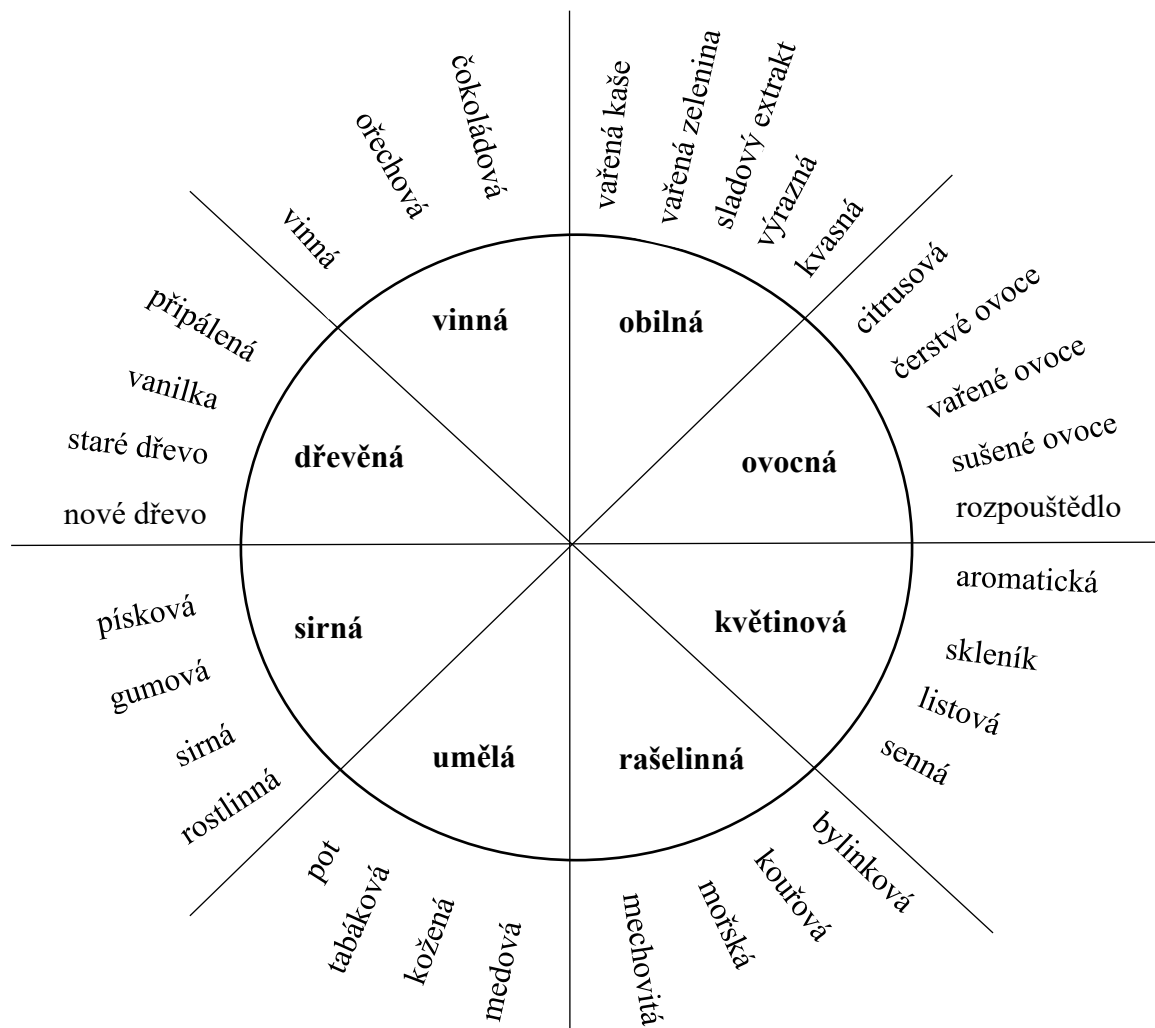 čokoládová
ořechová
vinná
vařená kaše
vařená zelenina
sladový extrakt
výrazná
kvasná
citrusová
čerstvé ovoce
vařené ovoce
sušené ovoce
rozpouštědlo
připálená
vanilka
staré dřevo
nové dřevo
vinná
obilná
dřevěná
ovocná
sirná
květinová
umělá
rašelinná
aromatická
skleník
listová
senná
písková
gumová
sirná
rostlinná
pot
tabáková
kožená
medová
mechovitá
mořská
kouřová
bylinková